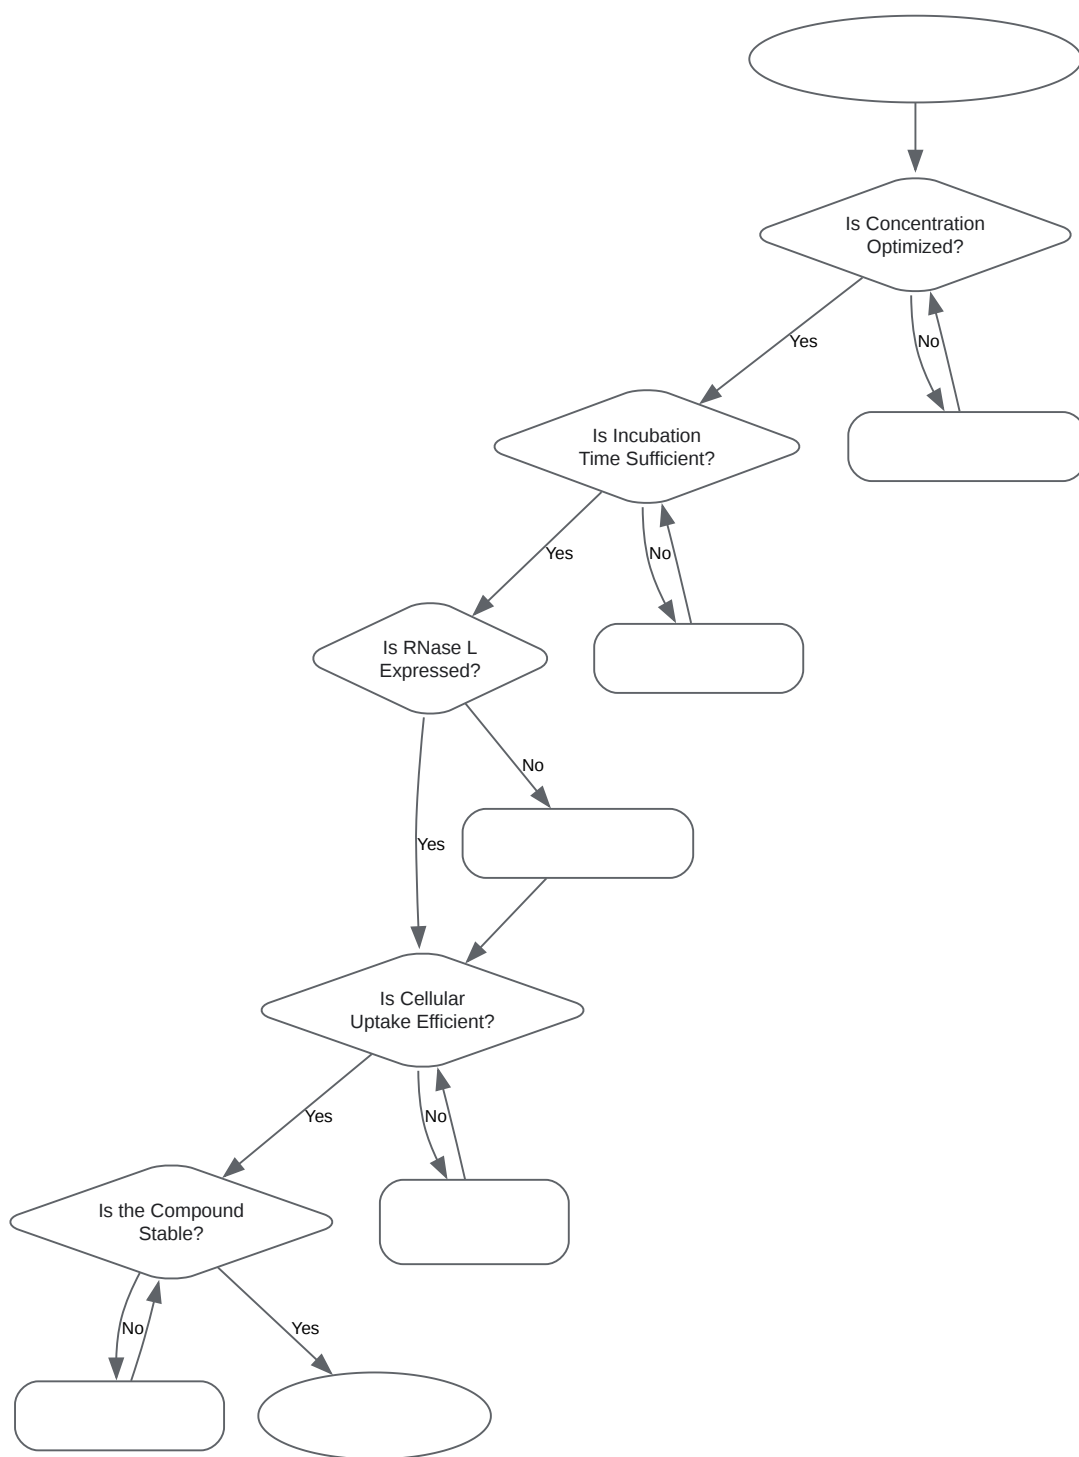 Is Concentration
Optimized?
Yes
No
Is Incubation
Time Sufficient?
Yes
No
Is RNase L
Expressed?
No
Yes
Is Cellular
Uptake Efficient?
Yes
No
Is the Compound
Stable?
No
Yes